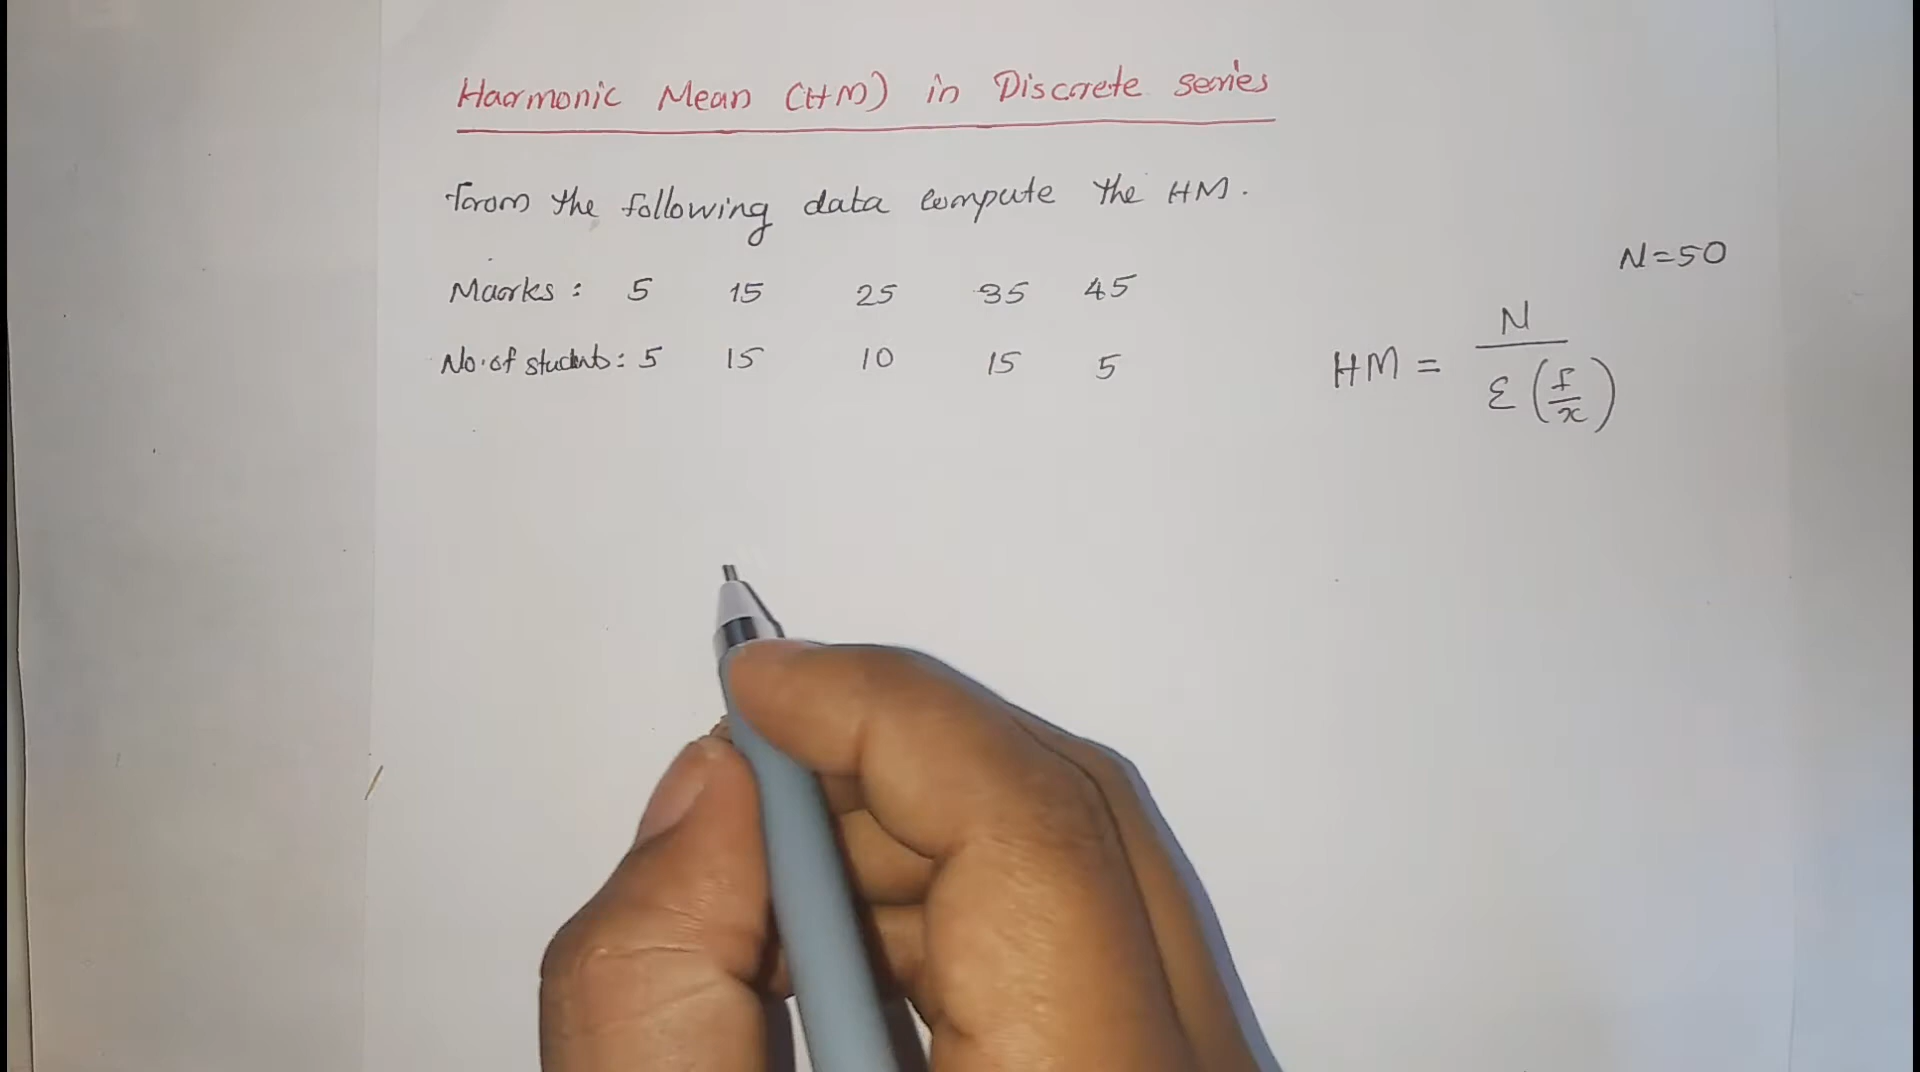 Harmonic Mean (HM) in Discrete series
From the following data compute the HM.
Marks : 5 15 25 35 45
No. of students : 5 15 10 15 5
N=50
HM = N / Σ (f/x)